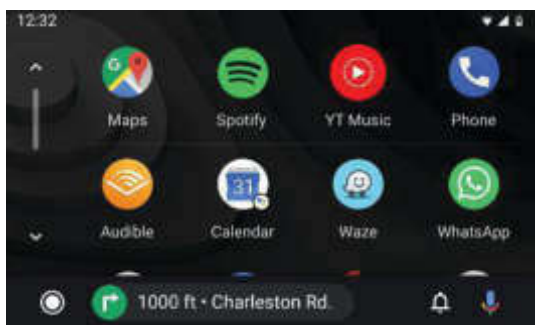 12:32
Maps Spotify YT Music Phone
31
Audible Calendar Waze WhatsApp
1000 ft • Charleston Rd.